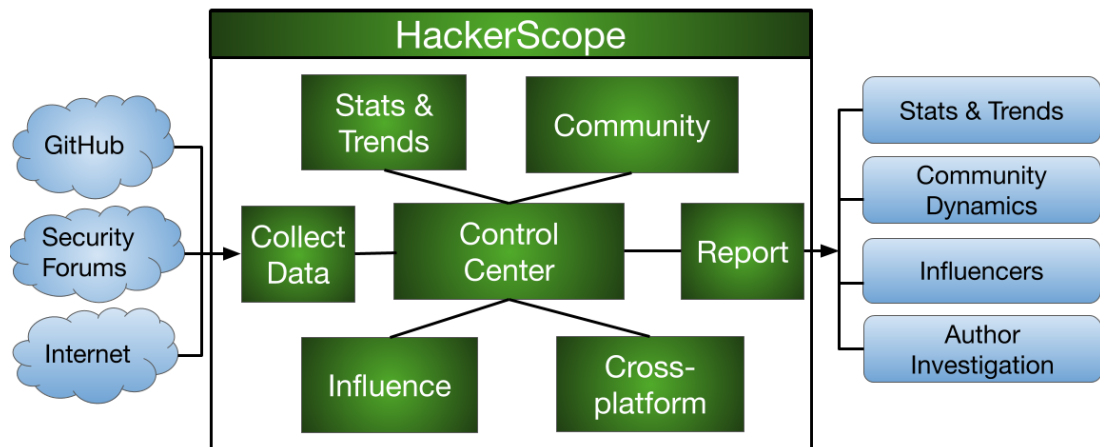 HackerScope
GitHub
Security
Forums
Internet
Stats &
Trends
Community
Collect
Data
Control
Center
Report
Influence
Cross-
platform
Stats & Trends
Community
Dynamics
Influencers
Author
Investigation